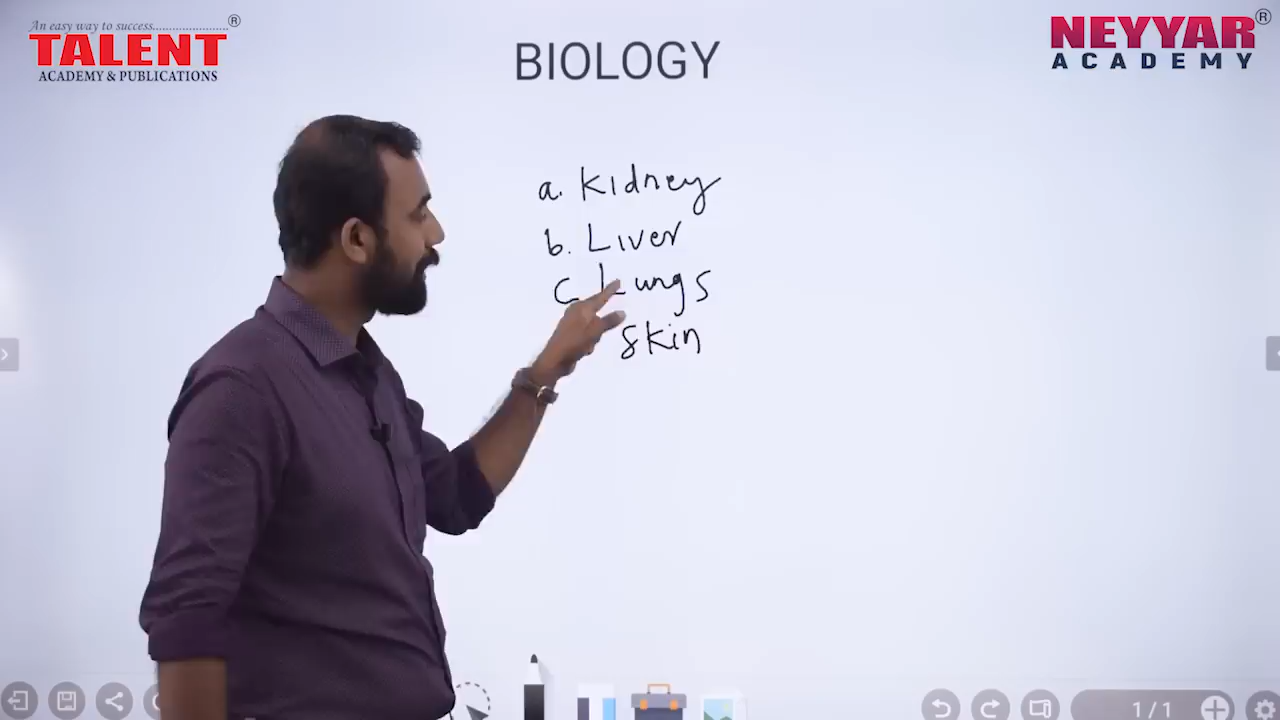 An easy way to success.....................®
TALENT
ACADEMY & PUBLICATIONS
BIOLOGY
NEYYAR®
ACADEMY
a. Kidney
b. Liver
c Lungs
Skin
1/1